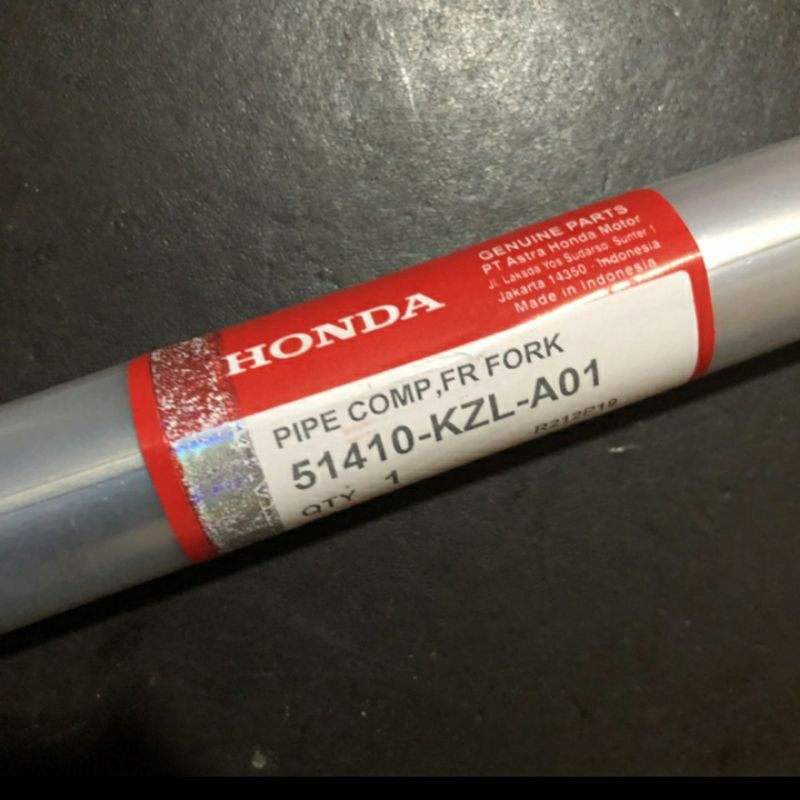 HONDA
GENUINE PARTS
PT Astra Honda Motor
Jl. Laksda Yos Sudarso, Sunter 1
Jakarta 14350 - Indonesia
Made in Indonesia
PIPE COMP,FR FORK
51410-KZL-A01
QTY 1